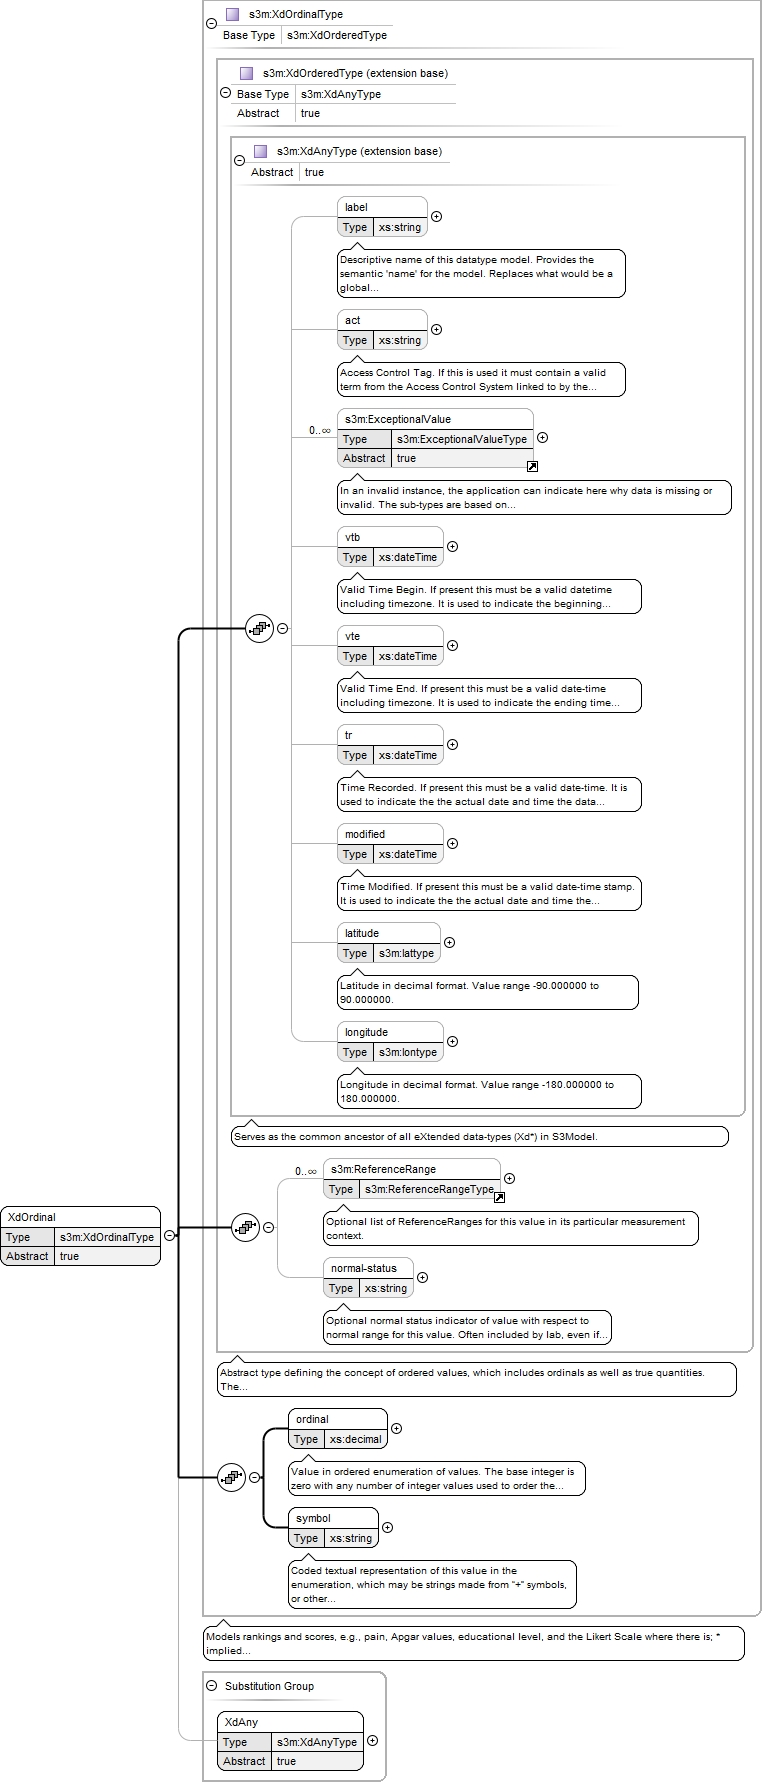 s3m:XdOrdinalType
Base Type s3m:XdOrderedType
s3m:XdOrderedType (extension base)
Base Type s3m:XdAnyType
Abstract true
s3m:XdAnyType (extension base)
Abstract true
label
Type xs:string
Descriptive name of this datatype model. Provides the
semantic 'name' for the model. Replaces what would be a
global...
act
Type xs:string
Access Control Tag. If this is used it must contain a valid
term from the Access Control System linked to by the...
0..∞
s3m:ExceptionalValue
Type s3m:ExceptionalValueType
Abstract true
In an invalid instance, the application can indicate here why data is missing or
invalid. The sub-types are based on...
vtb
Type xs:dateTime
Valid Time Begin. If present this must be a valid datetime
including timezone. It is used to indicate the beginning...
vte
Type xs:dateTime
Valid Time End. If present this must be a valid date-time
including timezone. It is used to indicate the ending time...
tr
Type xs:dateTime
Time Recorded. If present this must be a valid date-time. It is
used to indicate the the actual date and time the data...
modified
Type xs:dateTime
Time Modified. If present this must be a valid date-time stamp.
It is used to indicate the the actual date and time the...
latitude
Type s3m:lattype
Latitude in decimal format. Value range -90.000000 to
90.000000.
longitude
Type s3m:lontype
Longitude in decimal format. Value range -180.000000 to
180.000000.
Serves as the common ancestor of all eXtended data-types (Xd*) in S3Model.
0..∞
s3m:ReferenceRange
Type s3m:ReferenceRangeType
Optional list of ReferenceRanges for this value in its particular measurement
context.
XdOrdinal
Type s3m:XdOrdinalType
Abstract true
normal-status
Type xs:string
Optional normal status indicator of value with respect to
normal range for this value. Often included by lab, even if...
Abstract type defining the concept of ordered values, which includes ordinals as well as true quantities.
The...
ordinal
Type xs:decimal
Value in ordered enumeration of values. The base integer is
zero with any number of integer values used to order the...
symbol
Type xs:string
Coded textual representation of this value in the
enumeration, which may be strings made from "+" symbols,
or other...
Models rankings and scores, e.g., pain, Apgar values, educational level, and the Likert Scale where there is; *
implied...
Substitution Group
XdAny
Type s3m:XdAnyType
Abstract true